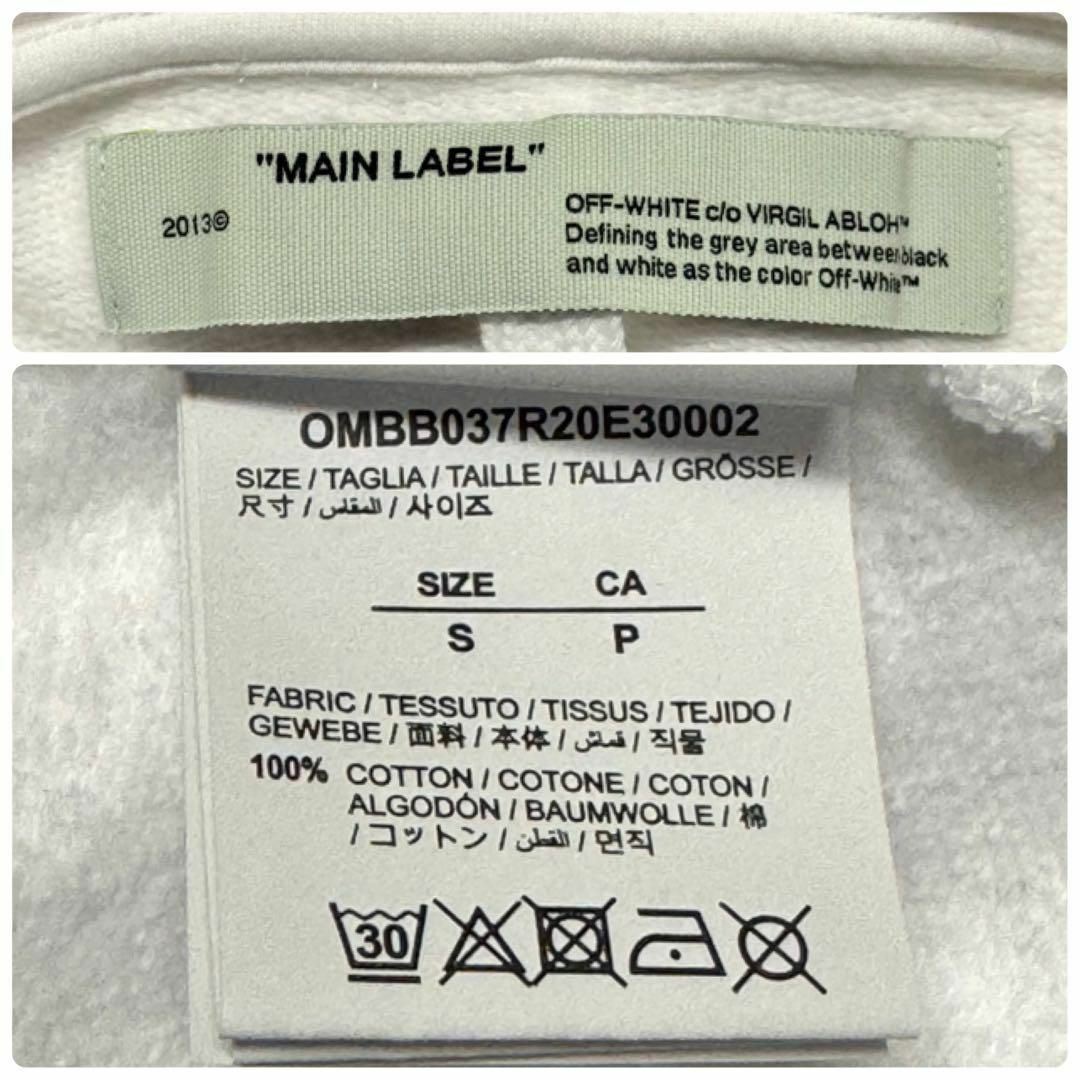 "MAIN LABEL"
2013©
OFF-WHITE c/o VIRGIL ABLOH™
Defining the grey area between black
and white as the color Off-White™
OMBB037R20E30002
SIZE / TAGLIA / TAILLE / TALLA / GRÖSSE /
尺寸 / المقاس / 사이즈
SIZE CA
S P
FABRIC / TESSUTO / TISSUS / TEJIDO /
GEWEBE / 面料 / 本体 / قماش / 직물
100% COTTON / COTONE / COTON /
ALGODÓN / BAUMWOLLE / 棉
/ コットン / القطن / 면직
30